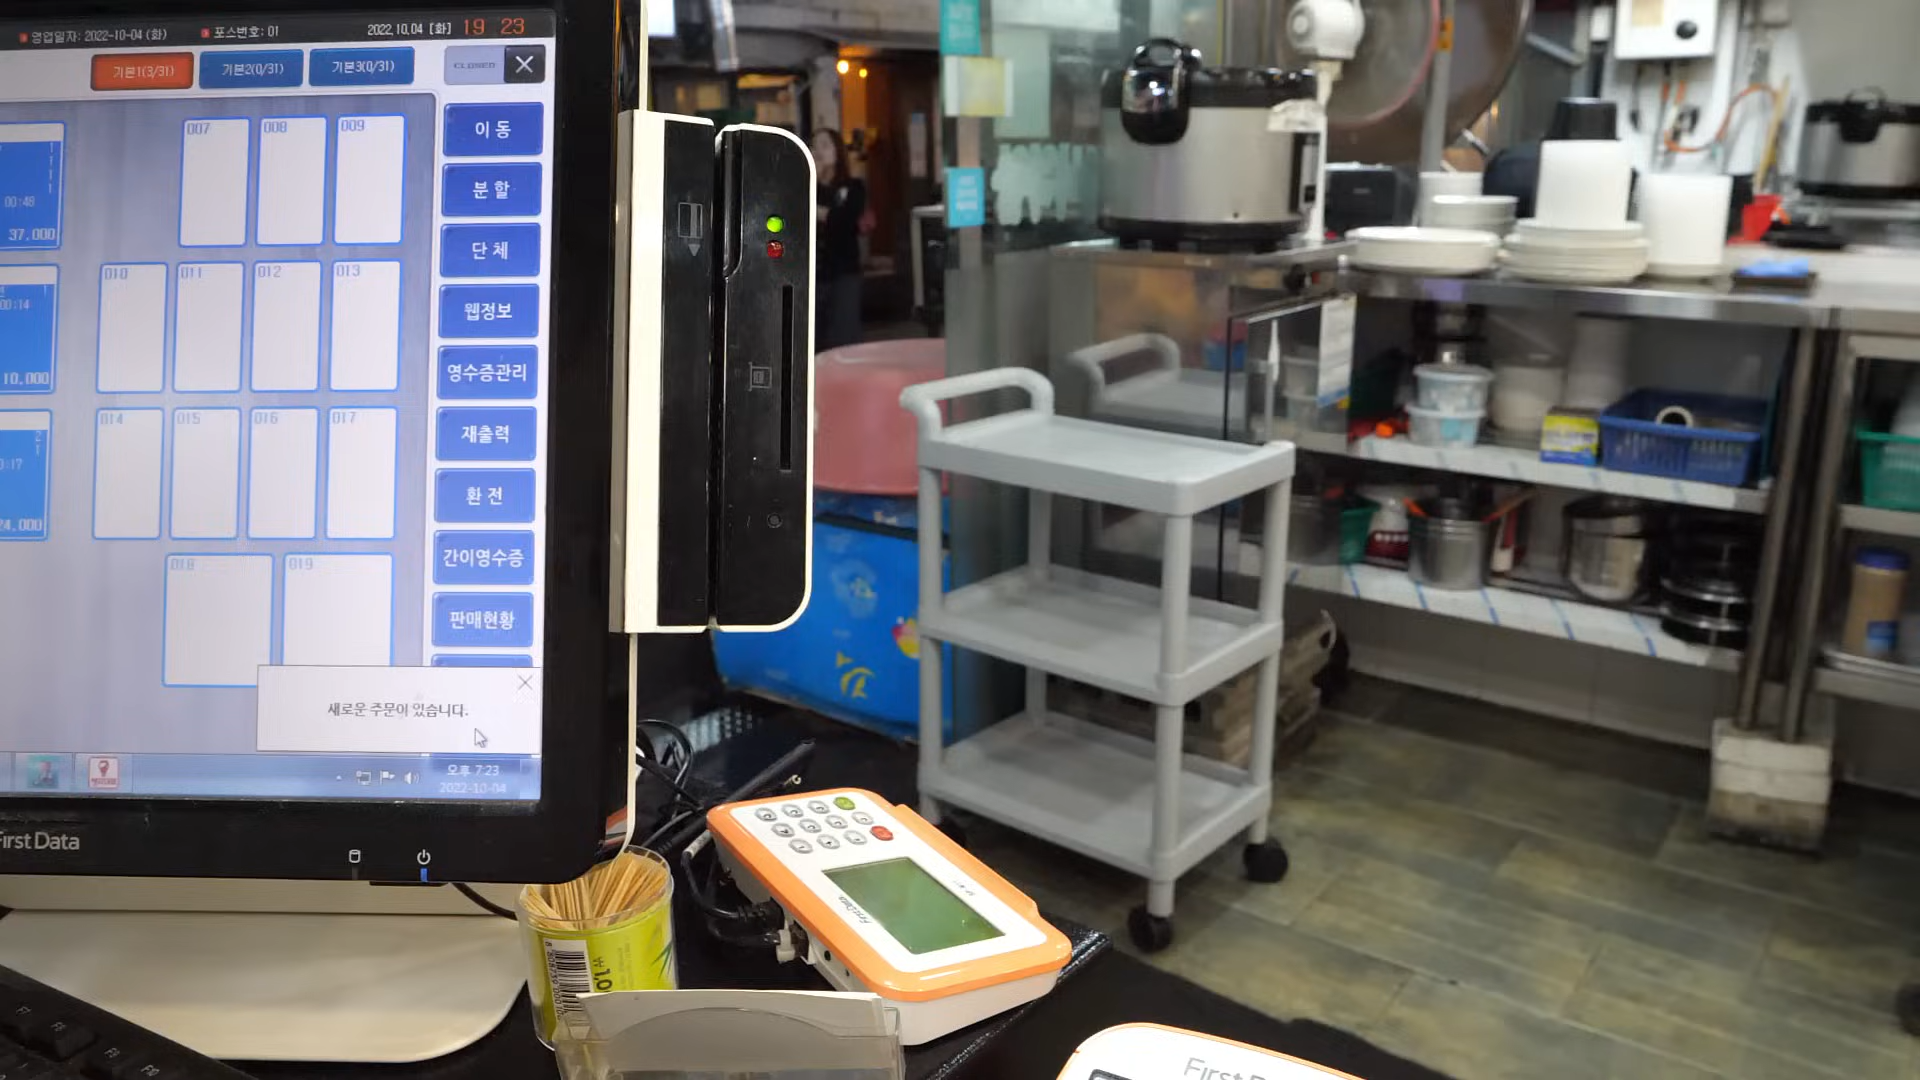 영업일자: 2022-10-04 (화)
포스번호: 01
2022.10.04 [화] 19 23
기본1(3/31)
기본2(0/31)
기본3(0/31)
CLOSED
이 동
분 할
단 체
웹정보
영수증관리
재출력
환 전
간이영수증
판매현황
007
008
009
00:48
37,000
010
011
012
013
00:14
10,000
014
015
016
017
24,000
018
019
새로운 주문이 있습니다.
오후 7:23
2022-10-04
First Data
First Data
F7
F8
F9
F10